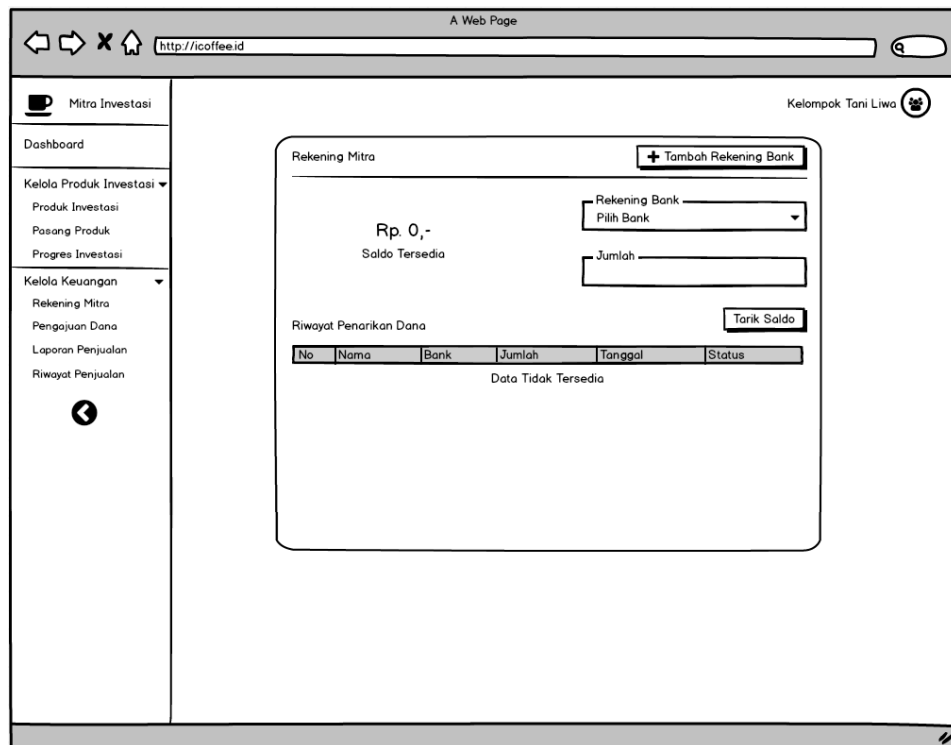 A Web Page
http://icoffee.id
Mitra Investasi
Kelompok Tani Liwa
Dashboard
Kelola Produk Investasi
Produk Investasi
Pasang Produk
Progres Investasi
Kelola Keuangan
Rekening Mitra
Pengajuan Dana
Laporan Penjualan
Riwayat Penjualan
Rekening Mitra
Tambah Rekening Bank
Rp. 0,-
Saldo Tersedia
Rekening Bank
Pilih Bank
Jumlah
Tarik Saldo
Riwayat Penarikan Dana
No Nama Bank Jumlah Tanggal Status
Data Tidak Tersedia